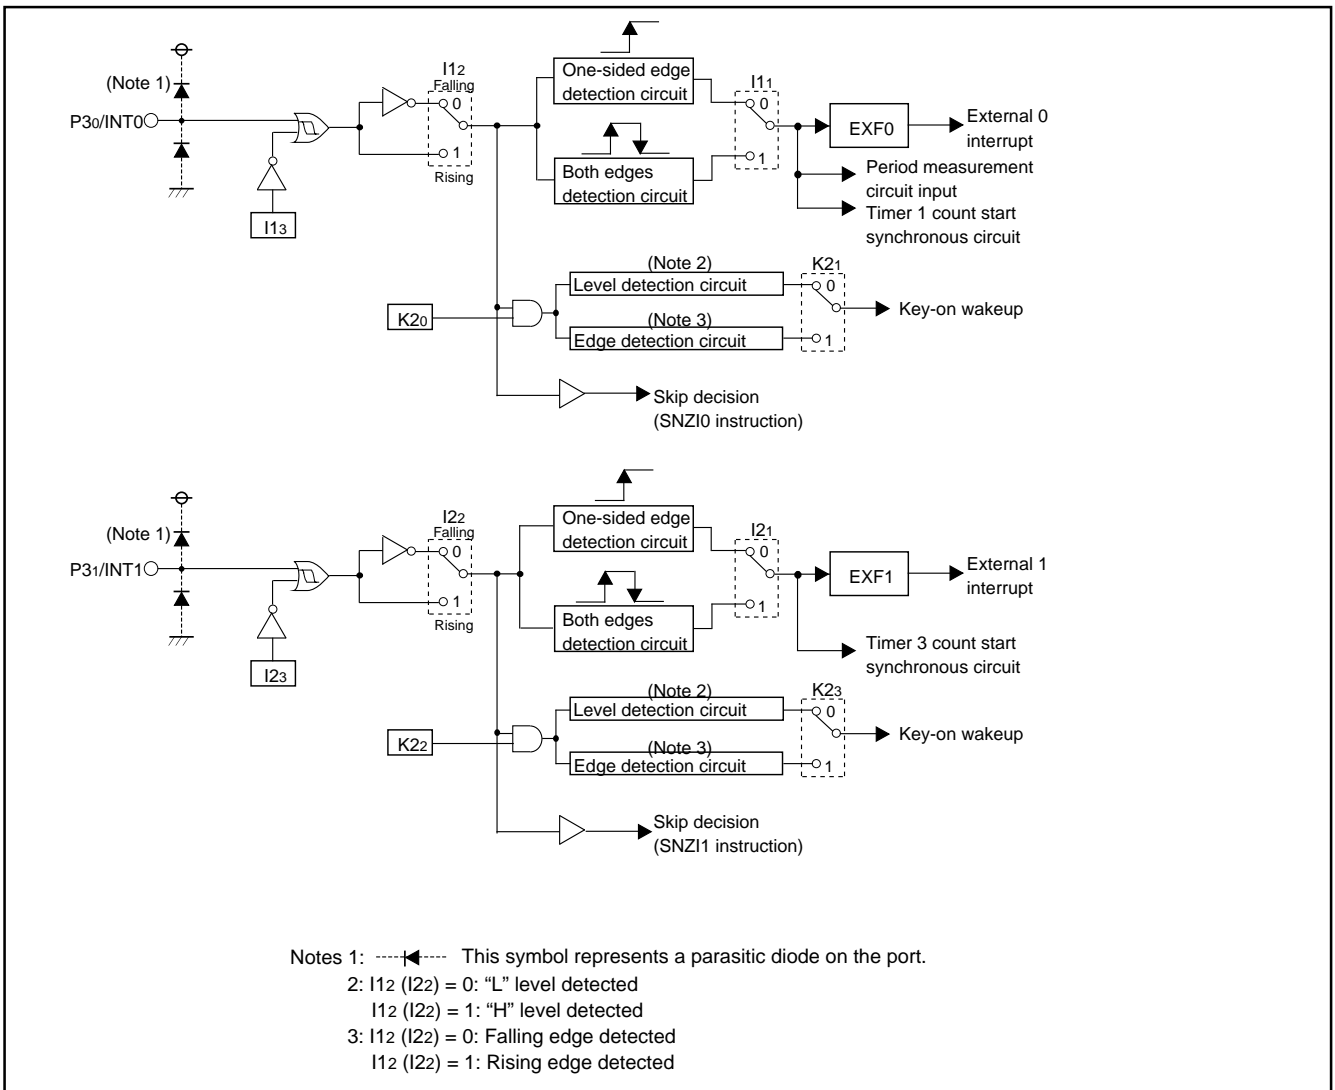 (Note 1)
P30/INT0
I13
I12
Falling
0
1
Rising
One-sided edge
detection circuit
Both edges
detection circuit
I11
0
1
EXF0
External 0
interrupt
Period measurement
circuit input
Timer 1 count start
synchronous circuit
K20
(Note 2)
Level detection circuit
(Note 3)
Edge detection circuit
K21
0
1
Key-on wakeup
Skip decision
(SNZI0 instruction)
(Note 1)
P31/INT1
I23
I22
Falling
0
1
Rising
One-sided edge
detection circuit
Both edges
detection circuit
I21
0
1
EXF1
External 1
interrupt
Timer 3 count start
synchronous circuit
K22
(Note 2)
Level detection circuit
(Note 3)
Edge detection circuit
K23
0
1
Key-on wakeup
Skip decision
(SNZI1 instruction)
Notes 1: This symbol represents a parasitic diode on the port.
2: I12 (I22) = 0: “L” level detected
I12 (I22) = 1: “H” level detected
3: I12 (I22) = 0: Falling edge detected
I12 (I22) = 1: Rising edge detected